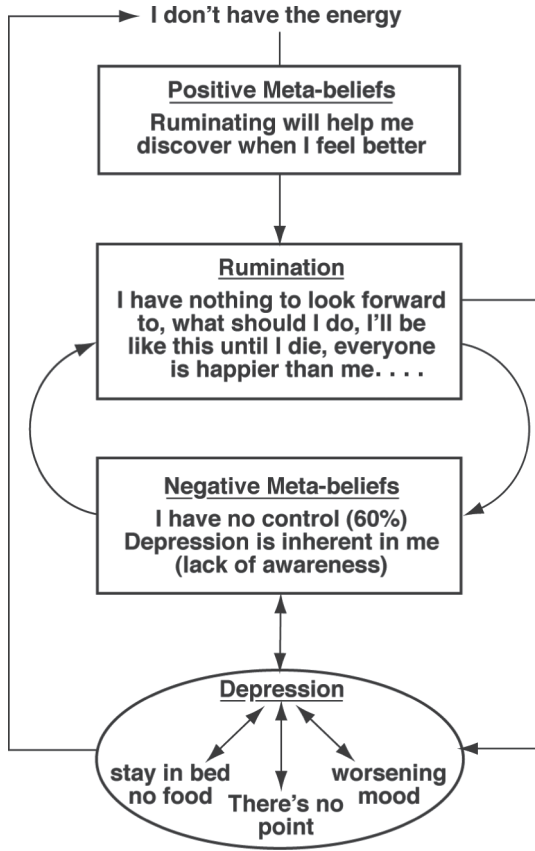 I don't have the energy
Positive Meta-beliefs
Ruminating will help me
discover when I feel better
Rumination
I have nothing to look forward
to, what should I do, I'll be
like this until I die, everyone
is happier than me. . . .
Negative Meta-beliefs
I have no control (60%)
Depression is inherent in me
(lack of awareness)
Depression
stay in bed
no food
There's no
point
worsening
mood